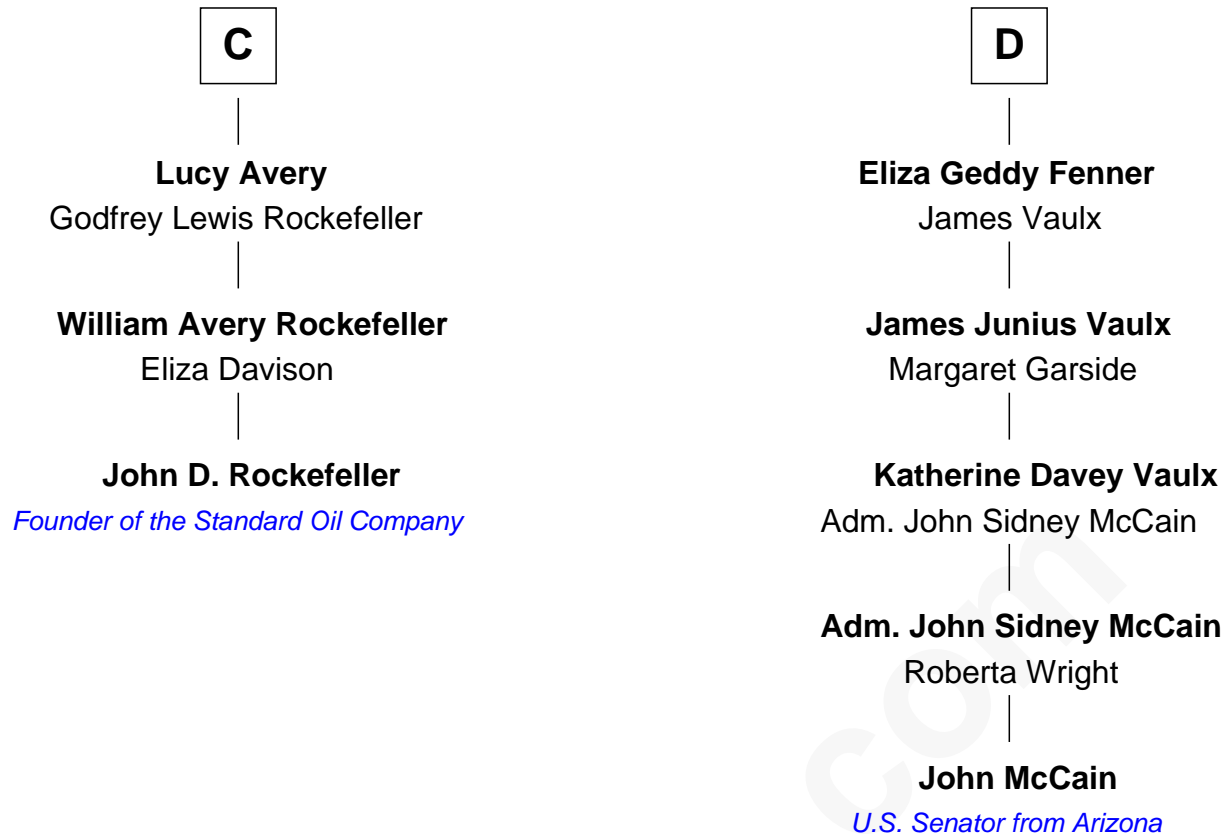 C
Lucy Avery
Godfrey Lewis Rockefeller
William Avery Rockefeller
Eliza Davison
John D. Rockefeller
Founder of the Standard Oil Company
D
Eliza Geddy Fenner
James Vaulx
James Junius Vaulx
Margaret Garside
Katherine Davey Vaulx
Adm. John Sidney McCain
Adm. John Sidney McCain
Roberta Wright
John McCain
U.S. Senator from Arizona
com